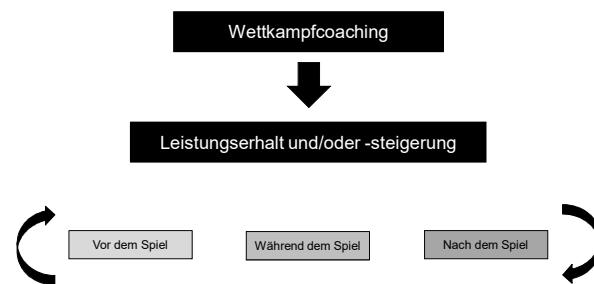 Wettkampfcoaching
Leistungserhalt und/oder -steigerung
Vor dem Spiel
Während dem Spiel
Nach dem Spiel